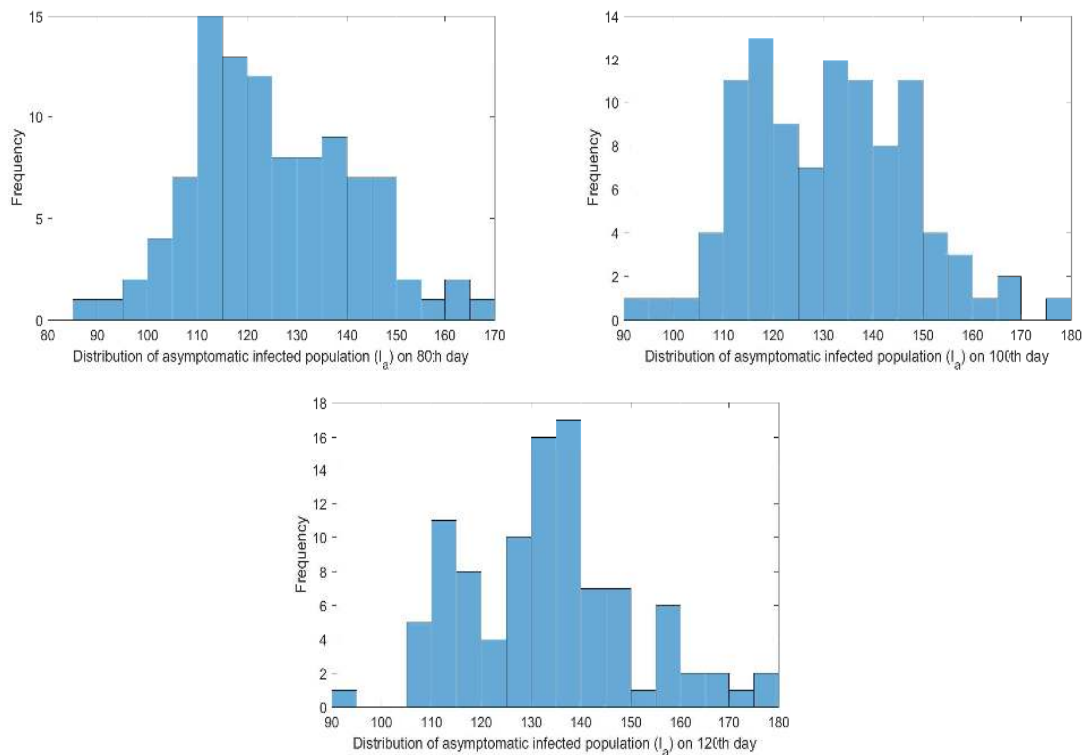 15
10
5
0
Frequency
80 90 100 110 120 130 140 150 160 170
Distribution of asymptomatic infected population (I_a) on 80th day
14
12
10
8
6
4
2
0
Frequency
90 100 110 120 130 140 150 160 170 180
Distribution of asymptomatic infected population (I_a) on 100th day
18
16
14
12
10
8
6
4
2
0
Frequency
90 100 110 120 130 140 150 160 170 180
Distribution of asymptomatic infected population (I_a) on 120th day